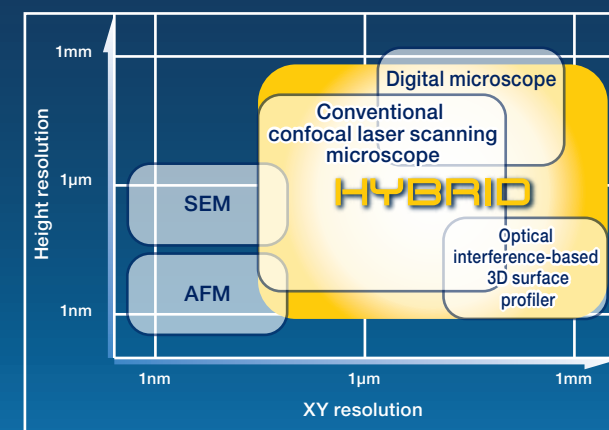 1mm
Height resolution
Digital microscope
Conventional
confocal laser scanning
microscope
1μm
HYBRID
SEM
Optical
interference-based
3D surface
profiler
AFM
1nm
1nm
1μm
1mm
XY resolution